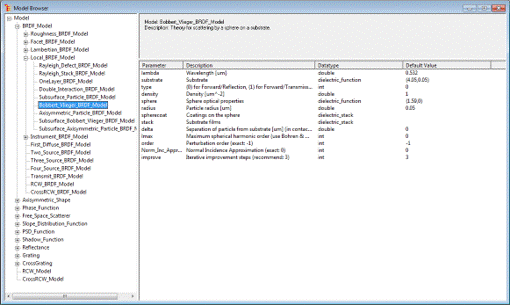 Model Browser
Model
BRDF_Model
Roughness_BRDF_Model
Facet_BRDF_Model
Lambertian_BRDF_Model
Local_BRDF_Model
Rayleigh_Defect_BRDF_Model
Rayleigh_Stack_BRDF_Model
OneLayer_BRDF_Model
Double_Interaction_BRDF_Model
Subsurface_Particle_BRDF_Model
Bobbert_Vlieger_BRDF_Model
Axisymmetric_Particle_BRDF_Model
Subsurface_Bobbert_Vlieger_BRDF_Model
Subsurface_Axisymmetric_Particle_BRDF_M
Instrument_BRDF_Model
First_Diffuse_BRDF_Model
Two_Source_BRDF_Model
Three_Source_BRDF_Model
Four_Source_BRDF_Model
Transmit_BRDF_Model
RCW_BRDF_Model
CrossRCW_BRDF_Model
Axisymmetric_Shape
Phase_Function
Free_Space_Scatterer
Slope_Distribution_Function
PSD_Function
Shadow_Function
Reflectance
Grating
CrossGrating
RCW_Model
CrossRCW_Model
Model: Bobbert_Vlieger_BRDF_Model
Description: Theory for scattering by a sphere on a substrate.
Parameter Description Datatype Default Value
lambda Wavelength [um] double 0.532
substrate Substrate dielectric_function (4.05,0.05)
type (0) for Forward/Reflection, (1) for Forward/Transmiss... int 0
density Density [um^-2] double 1
sphere Sphere optical properties dielectric_function (1.59,0)
radius Particle radius [um] double 0.05
spherecoat Coatings on the sphere dielectric_stack
stack Substrate films dielectric_stack
delta Separation of particle from substrate [um] (in contac... double 0
lmax Maximum spherical harmonic order (use Bohren & ... int 0
order Perturbation order (exact: -1) int -1
Norm_Inc_Appr... Normal Incidence Approximation (exact: 0) int 0
improve Iterative improvement steps (recommend: 3) int 3